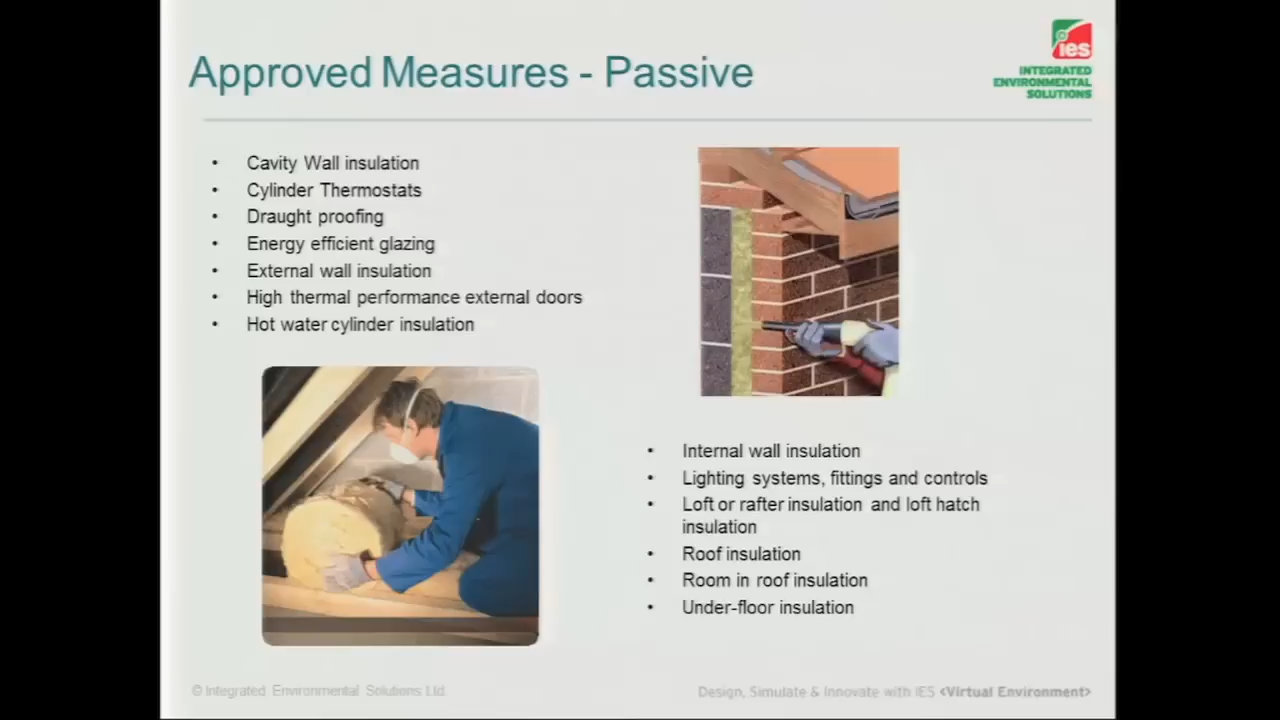 Approved Measures - Passive
ies
INTEGRATED
ENVIRONMENTAL
SOLUTIONS
• Cavity Wall insulation
• Cylinder Thermostats
• Draught proofing
• Energy efficient glazing
• External wall insulation
• High thermal performance external doors
• Hot water cylinder insulation
• Internal wall insulation
• Lighting systems, fittings and controls
• Loft or rafter insulation and loft hatch
insulation
• Roof insulation
• Room in roof insulation
• Under-floor insulation
© Integrated Environmental Solutions Ltd.
Design, Simulate & Innovate with IES <Virtual Environment>